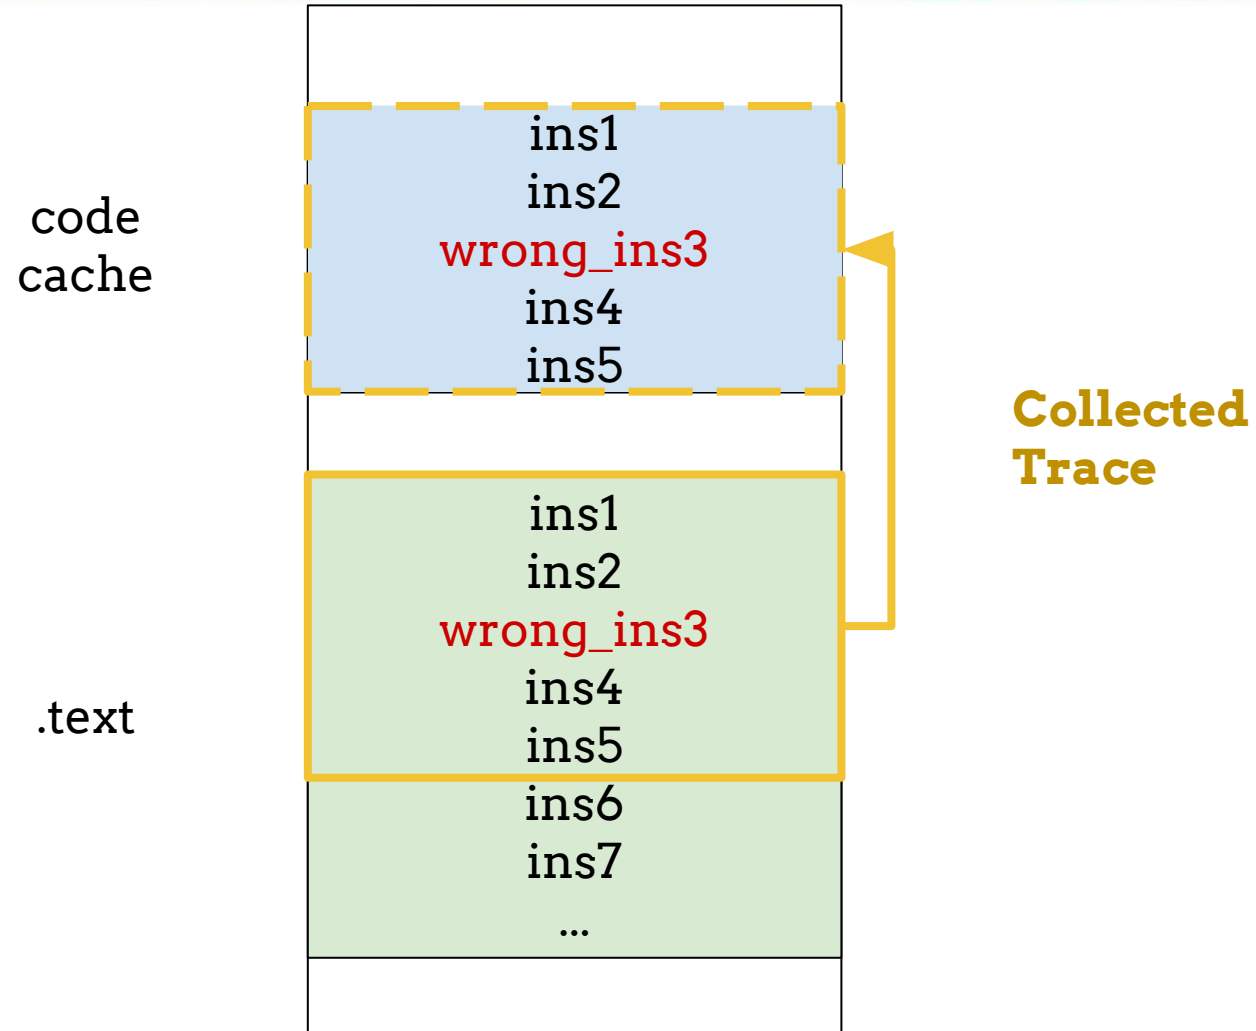 code
cache
ins1
ins2
wrong_ins3
ins4
ins5
Collected
Trace
.text
ins1
ins2
wrong_ins3
ins4
ins5
ins6
ins7
...